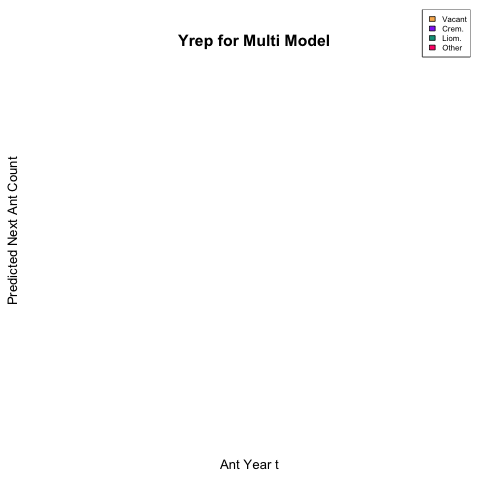 Vacant
Crem.
Liom.
Other
Yrep for Multi Model
Predicted Next Ant Count
Ant Year t